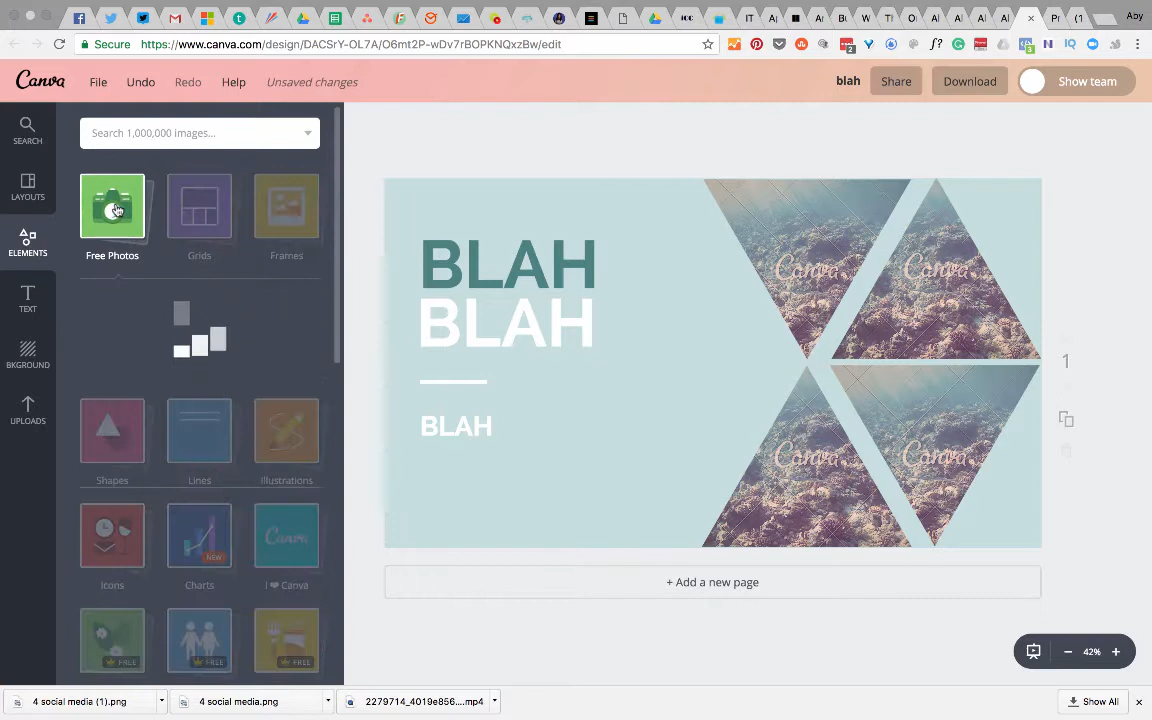 Aby
Secure https://www.canva.com/design/DACSrY-OL7A/O6mt2P-wDv7rBOPKNQxzBw/edit
Canva File Undo Redo Help Unsaved changes blah Share Download Show team
Search 1,000,000 images...
SEARCH
LAYOUTS
ELEMENTS
TEXT
BKGROUND
UPLOADS
Free Photos Grids Frames
Shapes Lines Illustrations
NEW
Canva
Icons Charts I ❤ Canva
FREE FREE FREE
BLAH
BLAH
BLAH
Canva Canva
Canva Canva
1
+ Add a new page
42%
4 social media (1).png 4 social media.png 2279714_4019e856....mp4 Show All